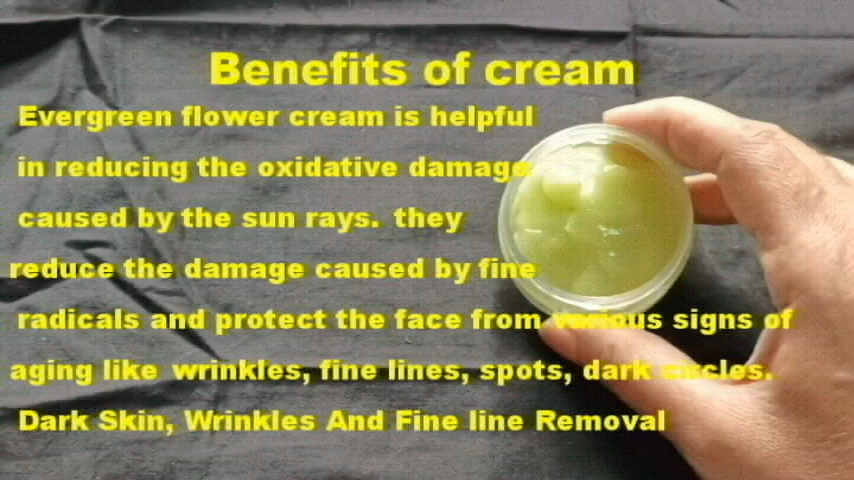 Benefits of cream
Evergreen flower cream is helpful
in reducing the oxidative damage
caused by the sun rays. they
reduce the damage caused by fine
radicals and protect the face from various signs of
aging like wrinkles, fine lines, spots, dark circles.
Dark Skin, Wrinkles And Fine line Removal